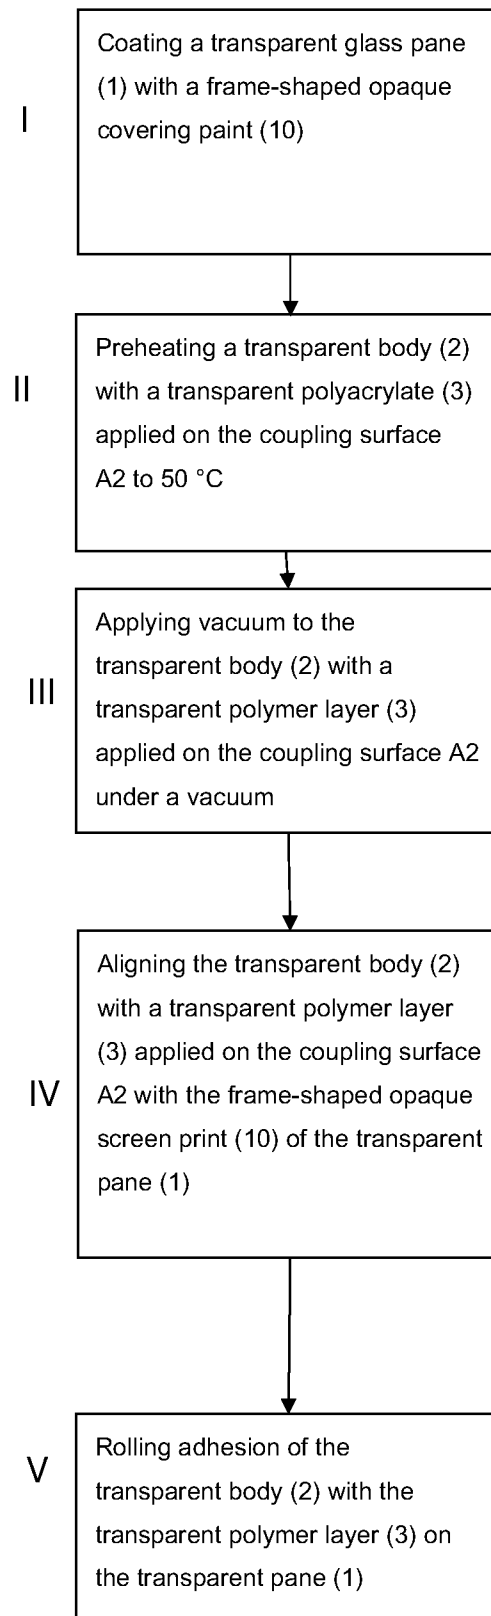 I
Coating a transparent glass pane
(1) with a frame-shaped opaque
covering paint (10)
II
Preheating a transparent body (2)
with a transparent polyacrylate (3)
applied on the coupling surface
A2 to 50 °C
III
Applying vacuum to the
transparent body (2) with a
transparent polymer layer (3)
applied on the coupling surface A2
under a vacuum
IV
Aligning the transparent body (2)
with a transparent polymer layer
(3) applied on the coupling surface
A2 with the frame-shaped opaque
screen print (10) of the transparent
pane (1)
V
Rolling adhesion of the
transparent body (2) with the
transparent polymer layer (3) on
the transparent pane (1)